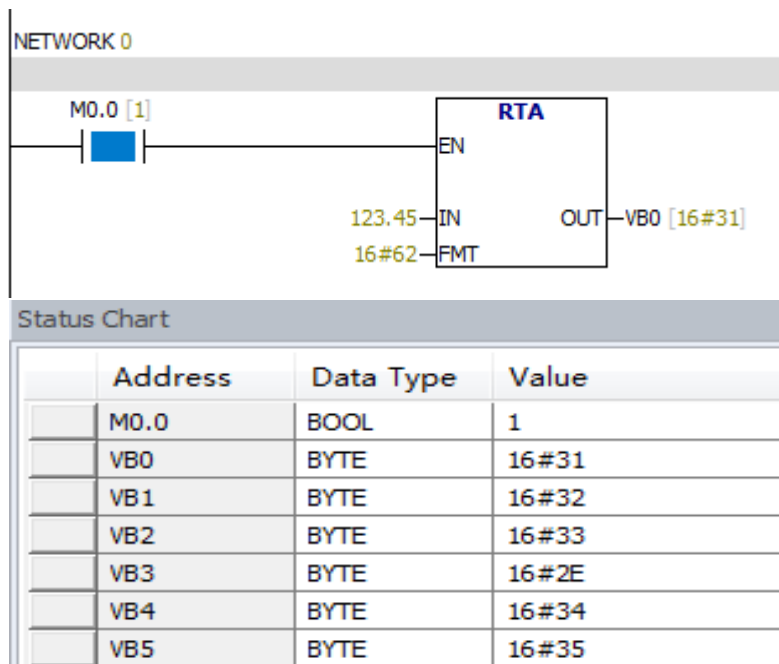 NETWORK 0
M0.0 [1]
RTA
EN
123.45 IN OUT VB0 [16#31]
16#62 FMT
Status Chart
Address Data Type Value
M0.0 BOOL 1
VB0 BYTE 16#31
VB1 BYTE 16#32
VB2 BYTE 16#33
VB3 BYTE 16#2E
VB4 BYTE 16#34
VB5 BYTE 16#35